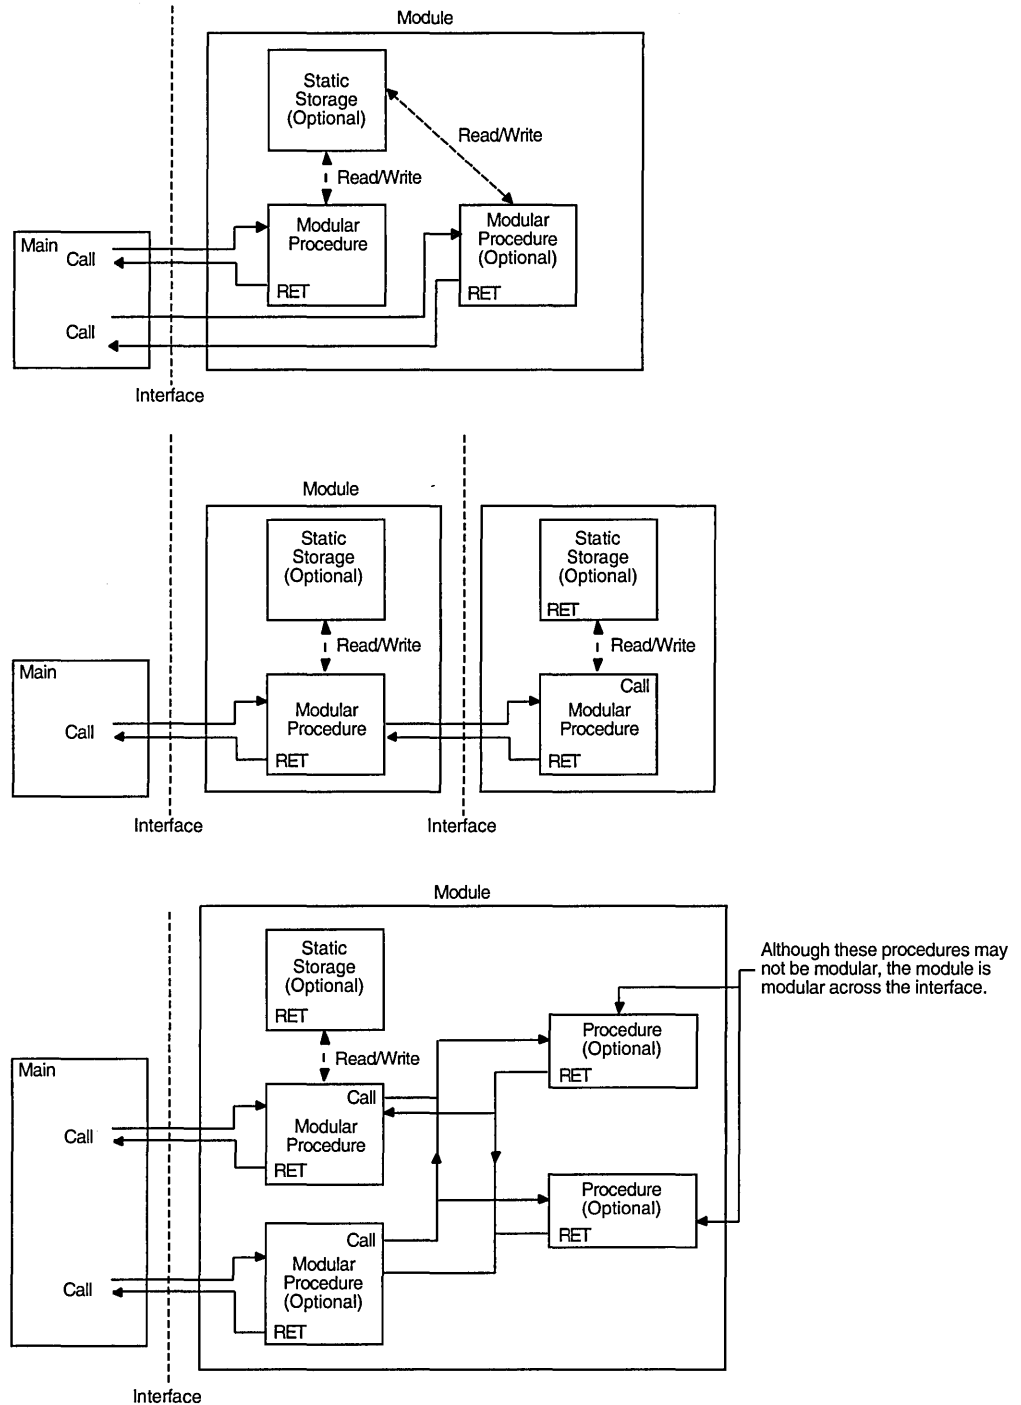 Module
Static
Storage
(Optional)
Read/Write
Read/Write
Main
Call
Call
Modular
Procedure
RET
Modular
Procedure
(Optional)
RET
Interface
Module
Static
Storage
(Optional)
Read/Write
Static
Storage
(Optional)
RET
Read/Write
Main
Call
Modular
Procedure
RET
Call
Modular
Procedure
RET
Interface
Interface
Module
Although these procedures may
not be modular, the module is
modular across the interface.
Static
Storage
(Optional)
RET
Read/Write
Procedure
(Optional)
RET
Main
Call
Call
Call
Modular
Procedure
RET
Procedure
(Optional)
RET
Call
Modular
Procedure
(Optional)
RET
Interface